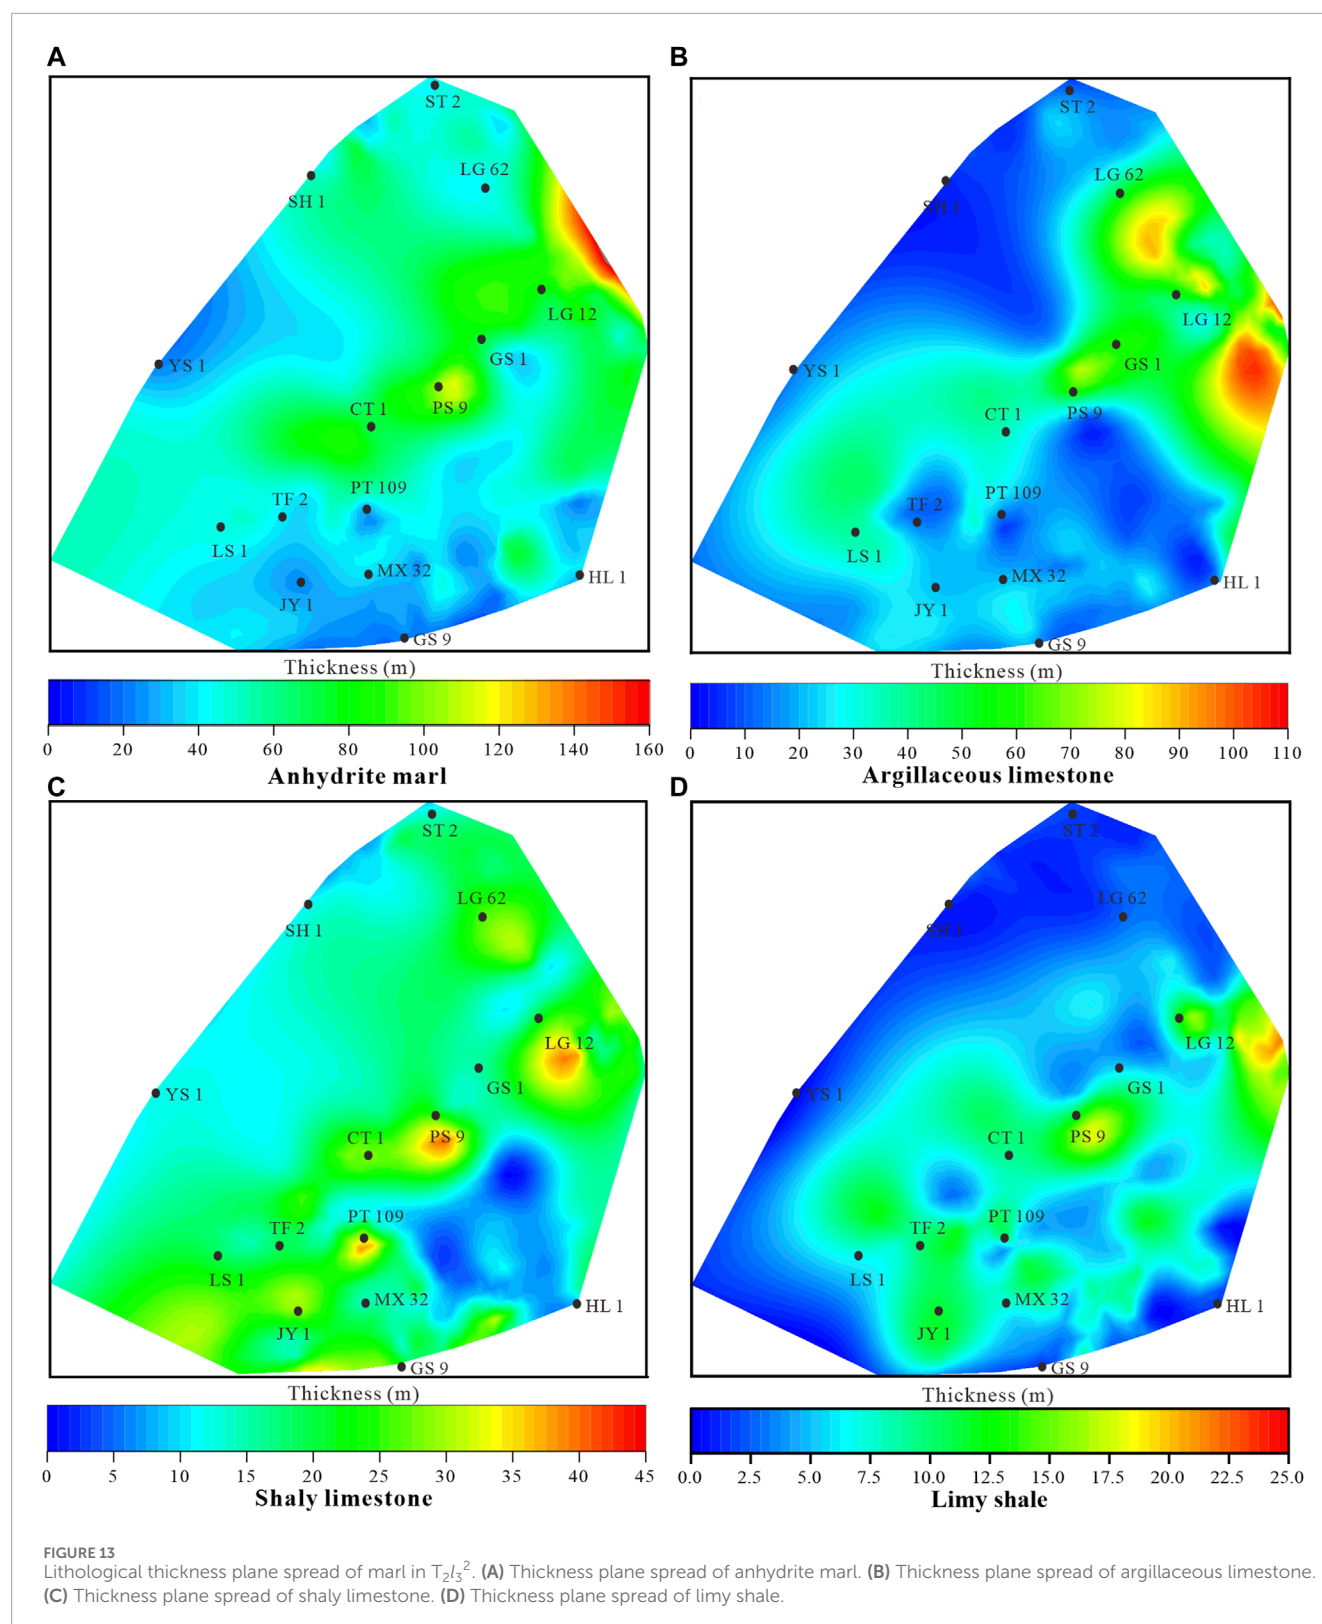 A
ST 2
LG 62
SH 1
LG 12
GS 1
YS 1
PS 9
CT 1
PT 109
TF 2
LS 1
MX 32
JY 1
HL 1
GS 9
Thickness (m)
0 20 40 60 80 100 120 140 160
Anhydrite marl
B
ST 2
LG 62
SH 1
LG 12
GS 1
YS 1
PS 9
CT 1
PT 109
TF 2
LS 1
MX 32
JY 1
HL 1
GS 9
Thickness (m)
0 10 20 30 40 50 60 70 80 90 100 110
Argillaceous limestone
C
ST 2
LG 62
SH 1
LG 12
GS 1
YS 1
PS 9
CT 1
PT 109
TF 2
LS 1
MX 32
JY 1
HL 1
GS 9
Thickness (m)
0 5 10 15 20 25 30 35 40 45
Shaly limestone
D
ST 2
LG 62
SH 1
LG 12
GS 1
YS 1
PS 9
CT 1
PT 109
TF 2
LS 1
MX 32
JY 1
HL 1
GS 9
Thickness (m)
0.0 2.5 5.0 7.5 10.0 12.5 15.0 17.5 20.0 22.5 25.0
Limy shale
FIGURE 13
Lithological thickness plane spread of marl in T₂l₃². (A) Thickness plane spread of anhydrite marl. (B) Thickness plane spread of argillaceous limestone.
(C) Thickness plane spread of shaly limestone. (D) Thickness plane spread of limy shale.